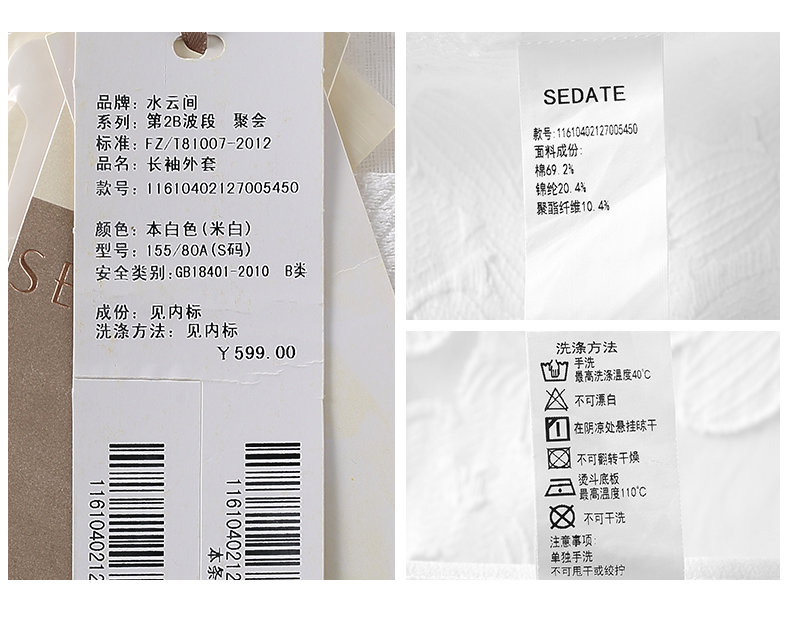 品牌: 水云间
系列: 第2B波段 聚会
标准: FZ/T81007-2012
品名: 长袖外套
款号: 11610402127005450
颜色: 本白色(米白)
型号: 155/80A(S码)
安全类别:GB18401-2010 B类
成份: 见内标
洗涤方法: 见内标
￥599.00
SE
1161040212
1161040212
本条
SEDATE
款号:11610402127005450
面料成份:
棉69.2%
锦纶20.4%
聚酯纤维10.4%
洗涤方法
手洗
最高洗涤温度40℃
不可漂白
在阴凉处悬挂晾干
不可翻转干燥
烫斗底板
最高温度110℃
不可干洗
注意事项:
单独手洗
不可甩干或绞拧